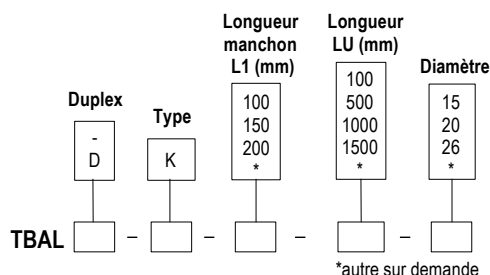 Duplex
-
D
Type
K
Longueur
manchon
L1 (mm)
100
150
200
*
Longueur
LU (mm)
100
500
1000
1500
*
Diamètre
15
20
26
*
TBAL - - - -
*autre sur demande